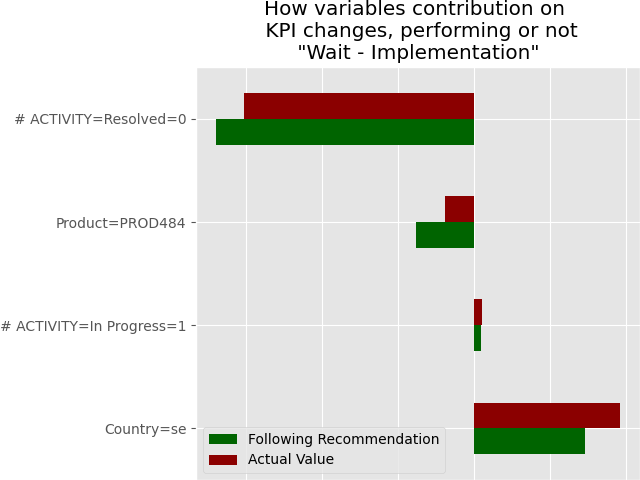 How variables contribution on
KPI changes, performing or not
"Wait - Implementation"
# ACTIVITY=Resolved=0
Product=PROD484
# ACTIVITY=In Progress=1
Country=se
Following Recommendation
Actual Value